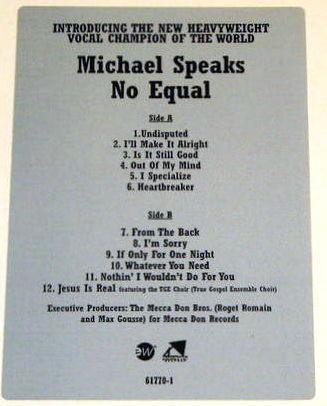 INTRODUCING THE NEW HEAVYWEIGHT
VOCAL CHAMPION OF THE WORLD
Michael Speaks
No Equal
Side A
1.Undisputed
2. I'll Make It Alright
3. Is It Still Good
4. Out Of My Mind
5. I Specialize
6. Heartbreaker
Side B
7. From The Back
8. I'm Sorry
9. If Only For One Night
10. Whatever You Need
11. Nothin' I Wouldn't Do For You
12. Jesus Is Real featuring the TGE Choir (True Gospel Ensemble Choir)
Executive Producers: The Mecca Don Bros. (Roget Romain
and Max Gousse) for Mecca Don Records
ew
61770-1